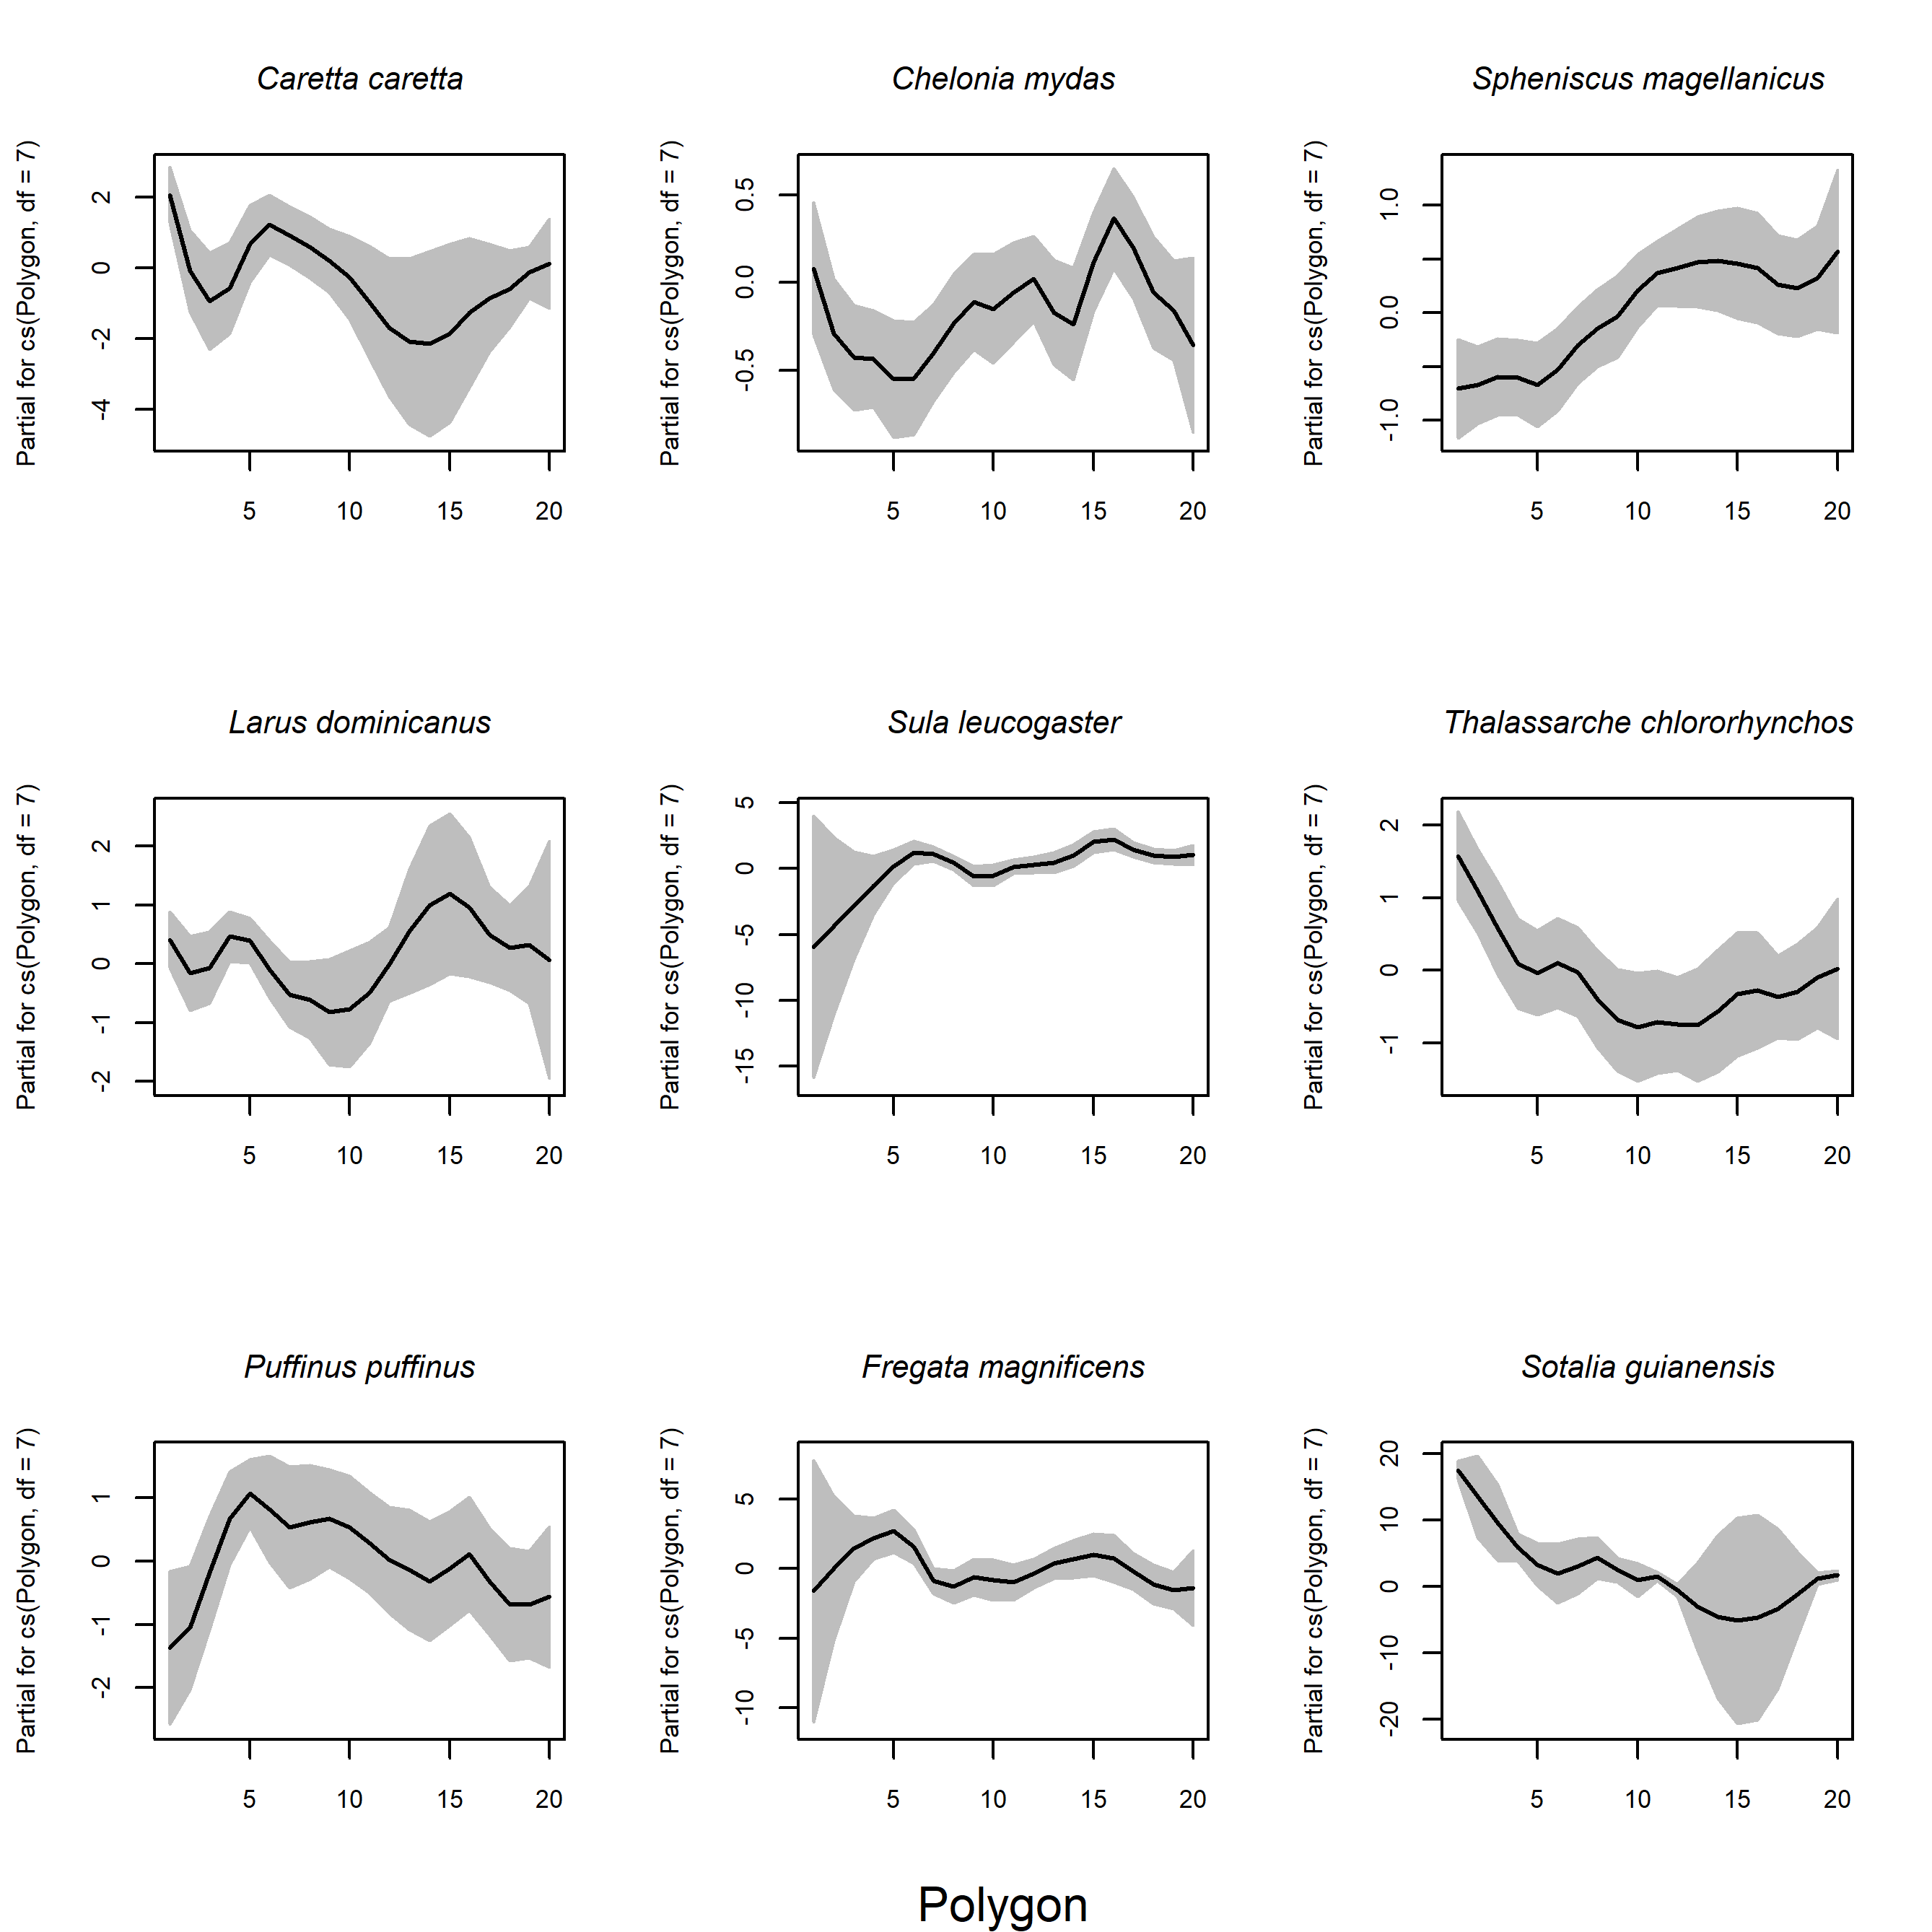 Caretta caretta
Partial for cs(Polygon, df = 7)
2
0
-2
-4
5 10 15 20
Chelonia mydas
Partial for cs(Polygon, df = 7)
0.5
0.0
-0.5
5 10 15 20
Spheniscus magellanicus
Partial for cs(Polygon, df = 7)
1.0
0.0
-1.0
5 10 15 20
Larus dominicanus
Partial for cs(Polygon, df = 7)
2
1
0
-1
-2
5 10 15 20
Sula leucogaster
Partial for cs(Polygon, df = 7)
5
0
-5
-10
-15
5 10 15 20
Thalassarche chlororhynchos
Partial for cs(Polygon, df = 7)
2
1
0
-1
5 10 15 20
Puffinus puffinus
Partial for cs(Polygon, df = 7)
1
0
-1
-2
5 10 15 20
Fregata magnificens
Partial for cs(Polygon, df = 7)
5
0
-5
-10
5 10 15 20
Sotalia guianensis
Partial for cs(Polygon, df = 7)
20
10
0
-10
-20
5 10 15 20
Polygon